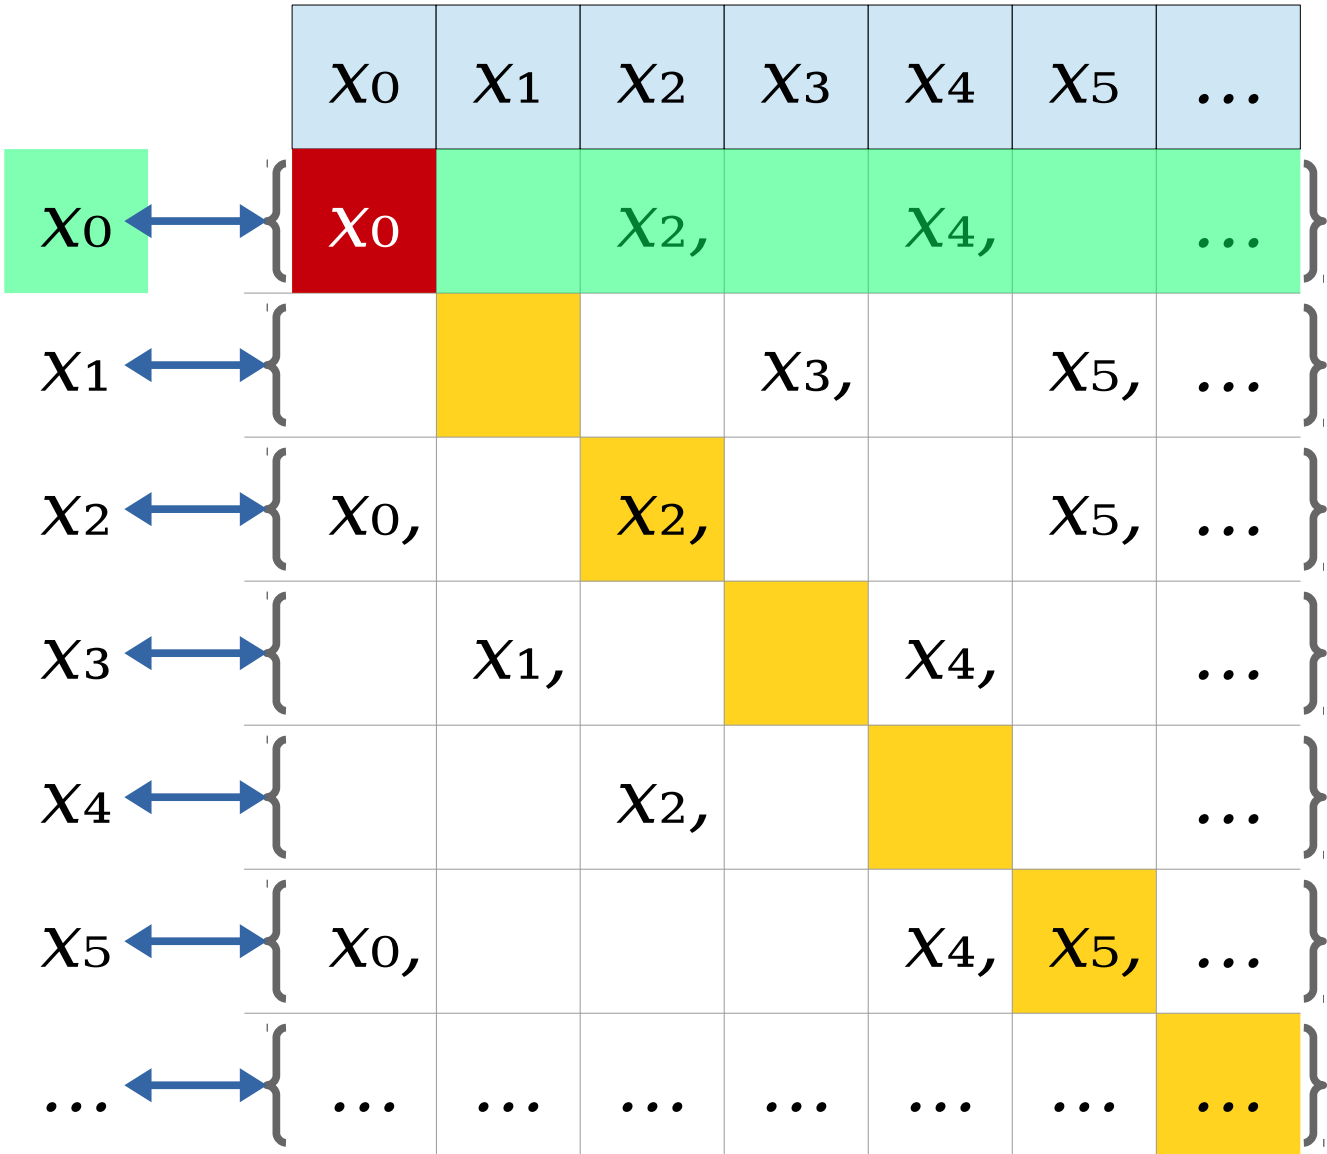 x₀ x₁ x₂ x₃ x₄ x₅ ...
x₀ { x₀ x₂, x₄, ... }
x₁ { x₃, x₅, ... }
x₂ { x₀, x₂, x₅, ... }
x₃ { x₁, x₄, ... }
x₄ { x₂, ... }
x₅ { x₀, x₄, x₅, ... }
... { ... ... ... ... ... ... ... }